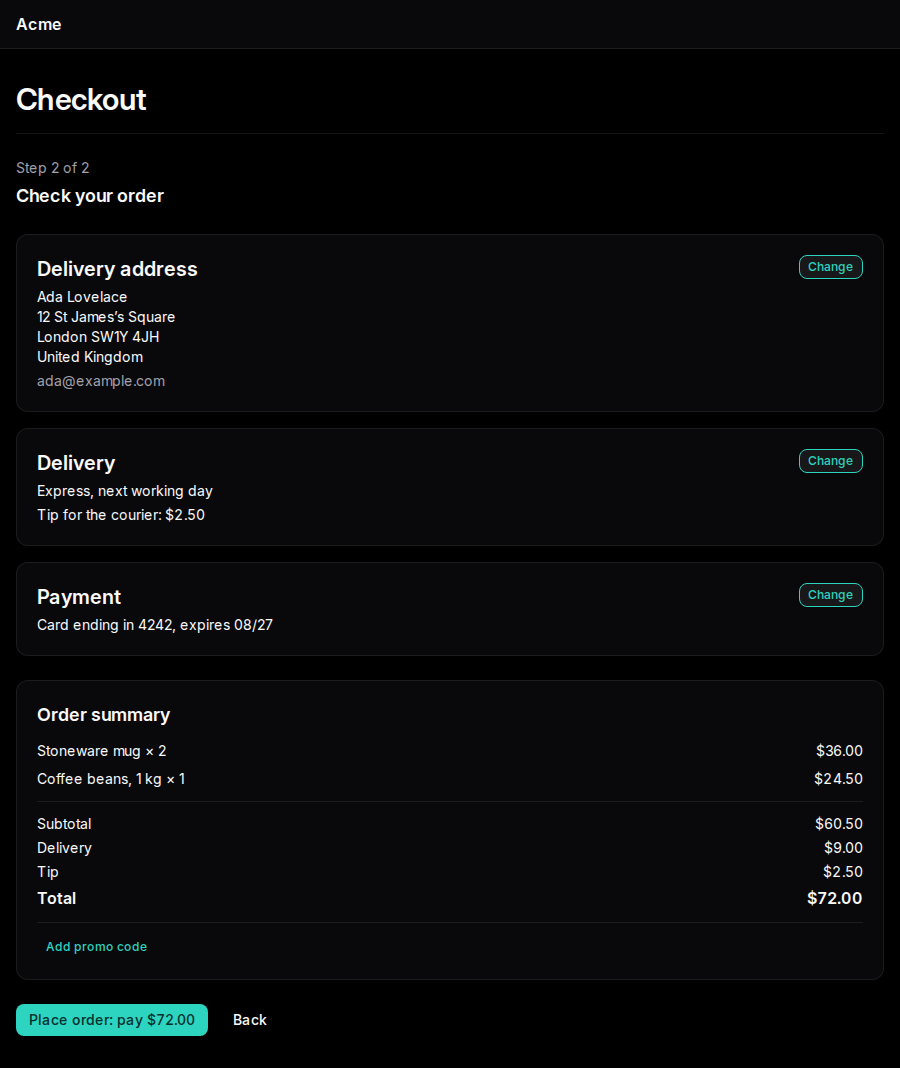 Acme
Checkout
Step 2 of 2
Check your order
Delivery address
Change
Ada Lovelace
12 St James’s Square
London SW1Y 4JH
United Kingdom
ada@example.com
Delivery
Change
Express, next working day
Tip for the courier: $2.50
Payment
Change
Card ending in 4242, expires 08/27
Order summary
Stoneware mug × 2 $36.00
Coffee beans, 1 kg × 1 $24.50
Subtotal $60.50
Delivery $9.00
Tip $2.50
Total $72.00
Add promo code
Place order: pay $72.00 Back